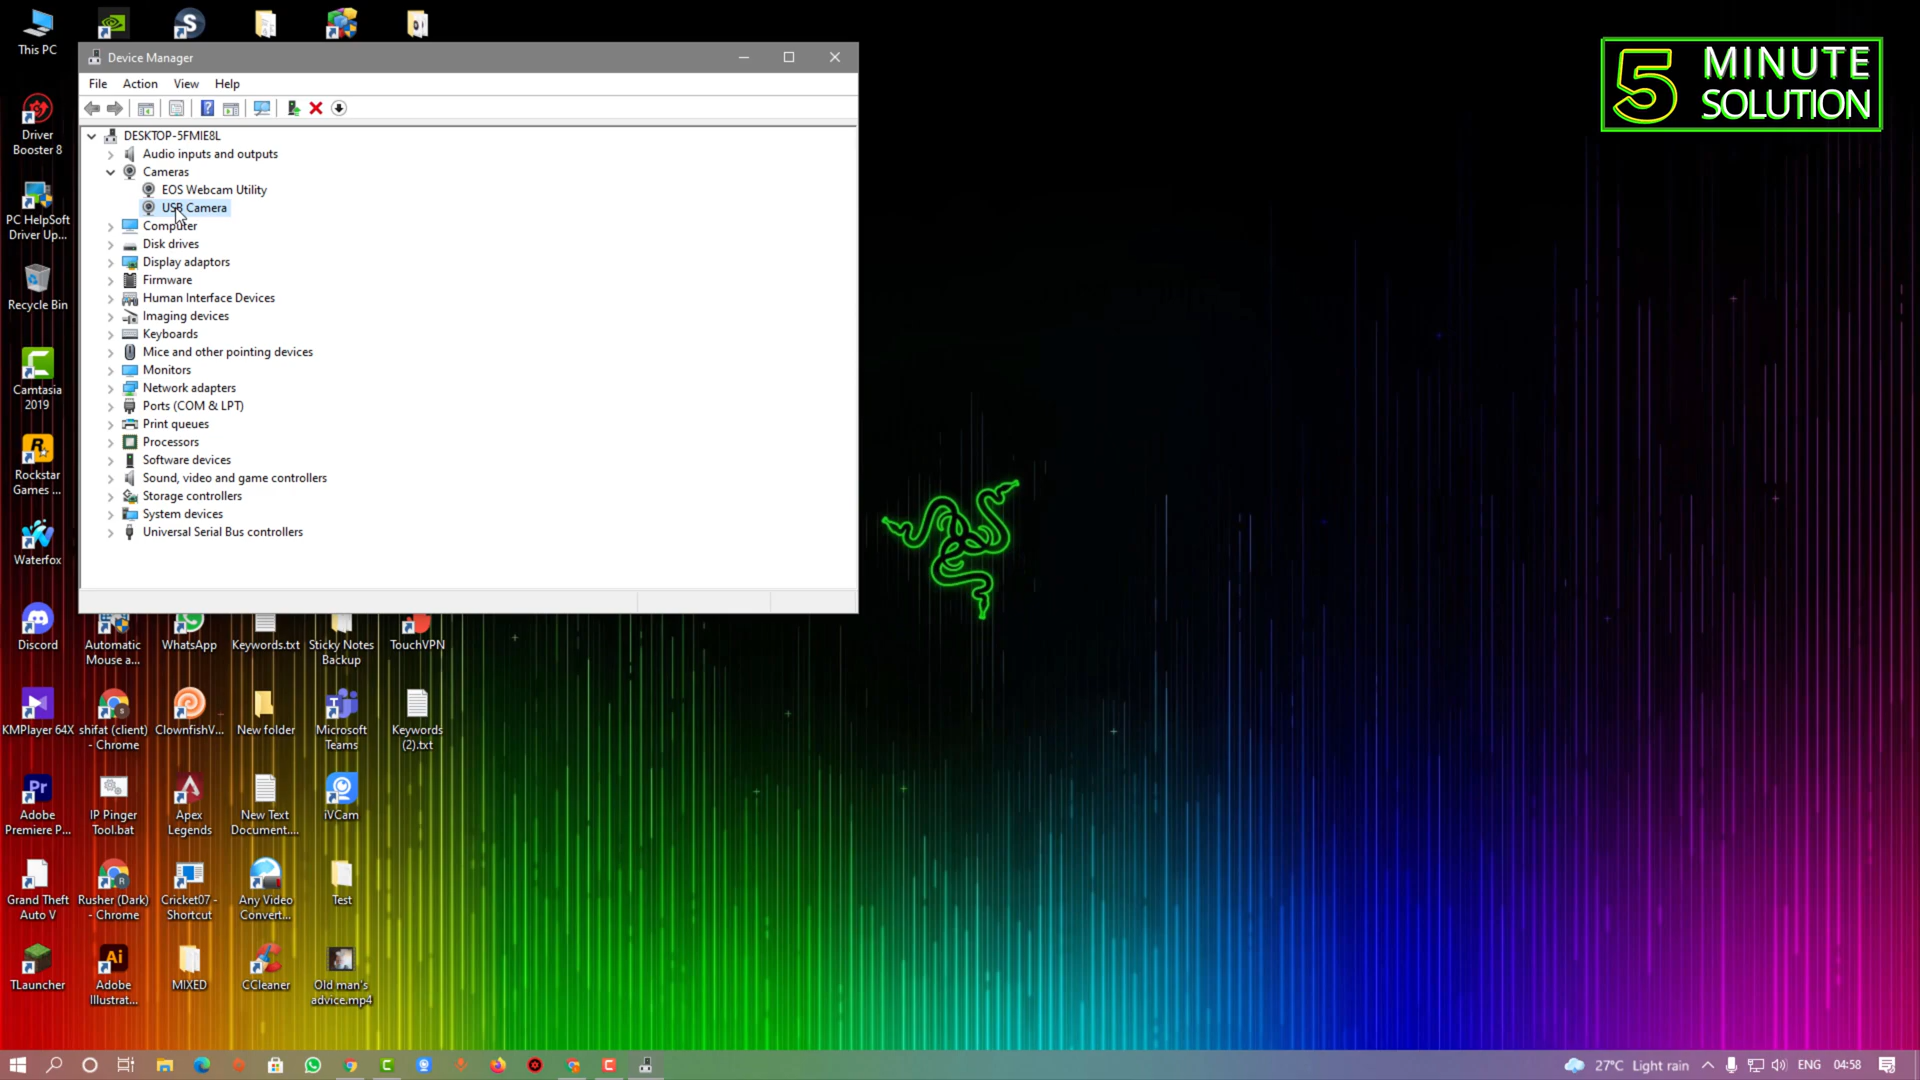 This PC
5 MINUTE
SOLUTION
Device Manager
File Action View Help
DESKTOP-5FMIE8L
Audio inputs and outputs
Cameras
EOS Webcam Utility
USB Camera
Computer
Disk drives
Display adaptors
Firmware
Human Interface Devices
Imaging devices
Keyboards
Mice and other pointing devices
Monitors
Network adapters
Ports (COM & LPT)
Print queues
Processors
Software devices
Sound, video and game controllers
Storage controllers
System devices
Universal Serial Bus controllers
Driver
Booster 8
PC HelpSoft
Driver Up...
Recycle Bin
Camtasia
2019
Rockstar
Games ...
Waterfox
Discord
Automatic
Mouse a...
WhatsApp
Keywords.txt
Sticky Notes
Backup
TouchVPN
KMPlayer 64X
shifat (client)
- Chrome
ClownfishV...
New folder
Microsoft
Teams
Keywords
(2).txt
Adobe
Premiere P...
IP Pinger
Tool.bat
Apex
Legends
New Text
Document....
iVCam
Grand Theft
Auto V
Rusher (Dark)
- Chrome
Cricket07 -
Shortcut
Any Video
Convert...
Test
TLauncher
Adobe
Illustrat...
MIXED
CCleaner
Old man's
advice.mp4
27°C Light rain
ENG
04:58